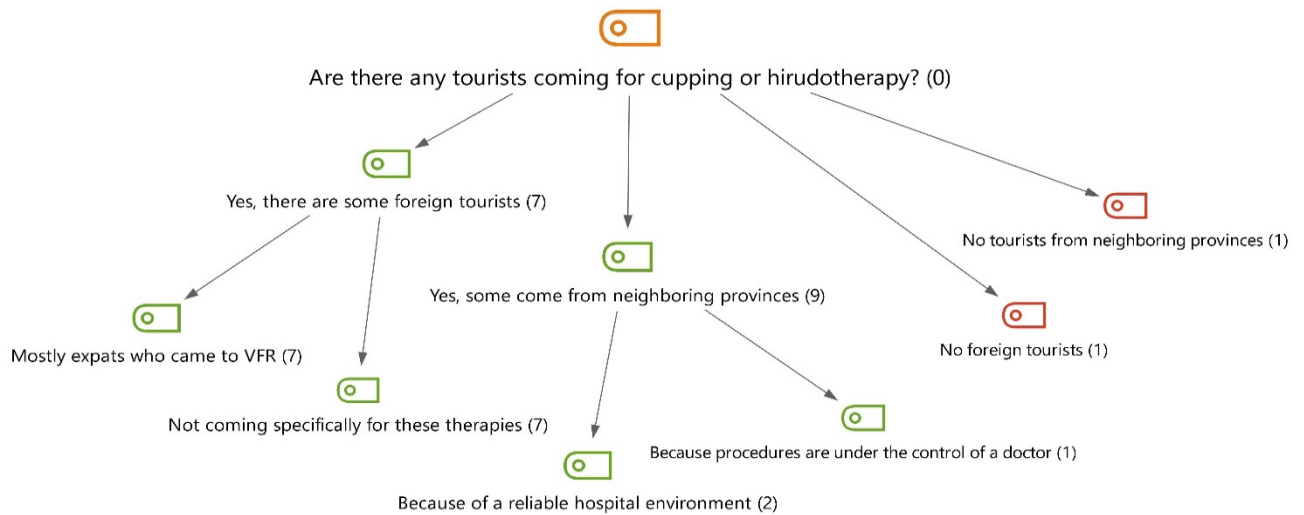 Are there any tourists coming for cupping or hirudotherapy? (0)
Yes, there are some foreign tourists (7)
No tourists from neighboring provinces (1)
Yes, some come from neighboring provinces (9)
Mostly expats who came to VFR (7)
No foreign tourists (1)
Not coming specifically for these therapies (7)
Because procedures are under the control of a doctor (1)
Because of a reliable hospital environment (2)